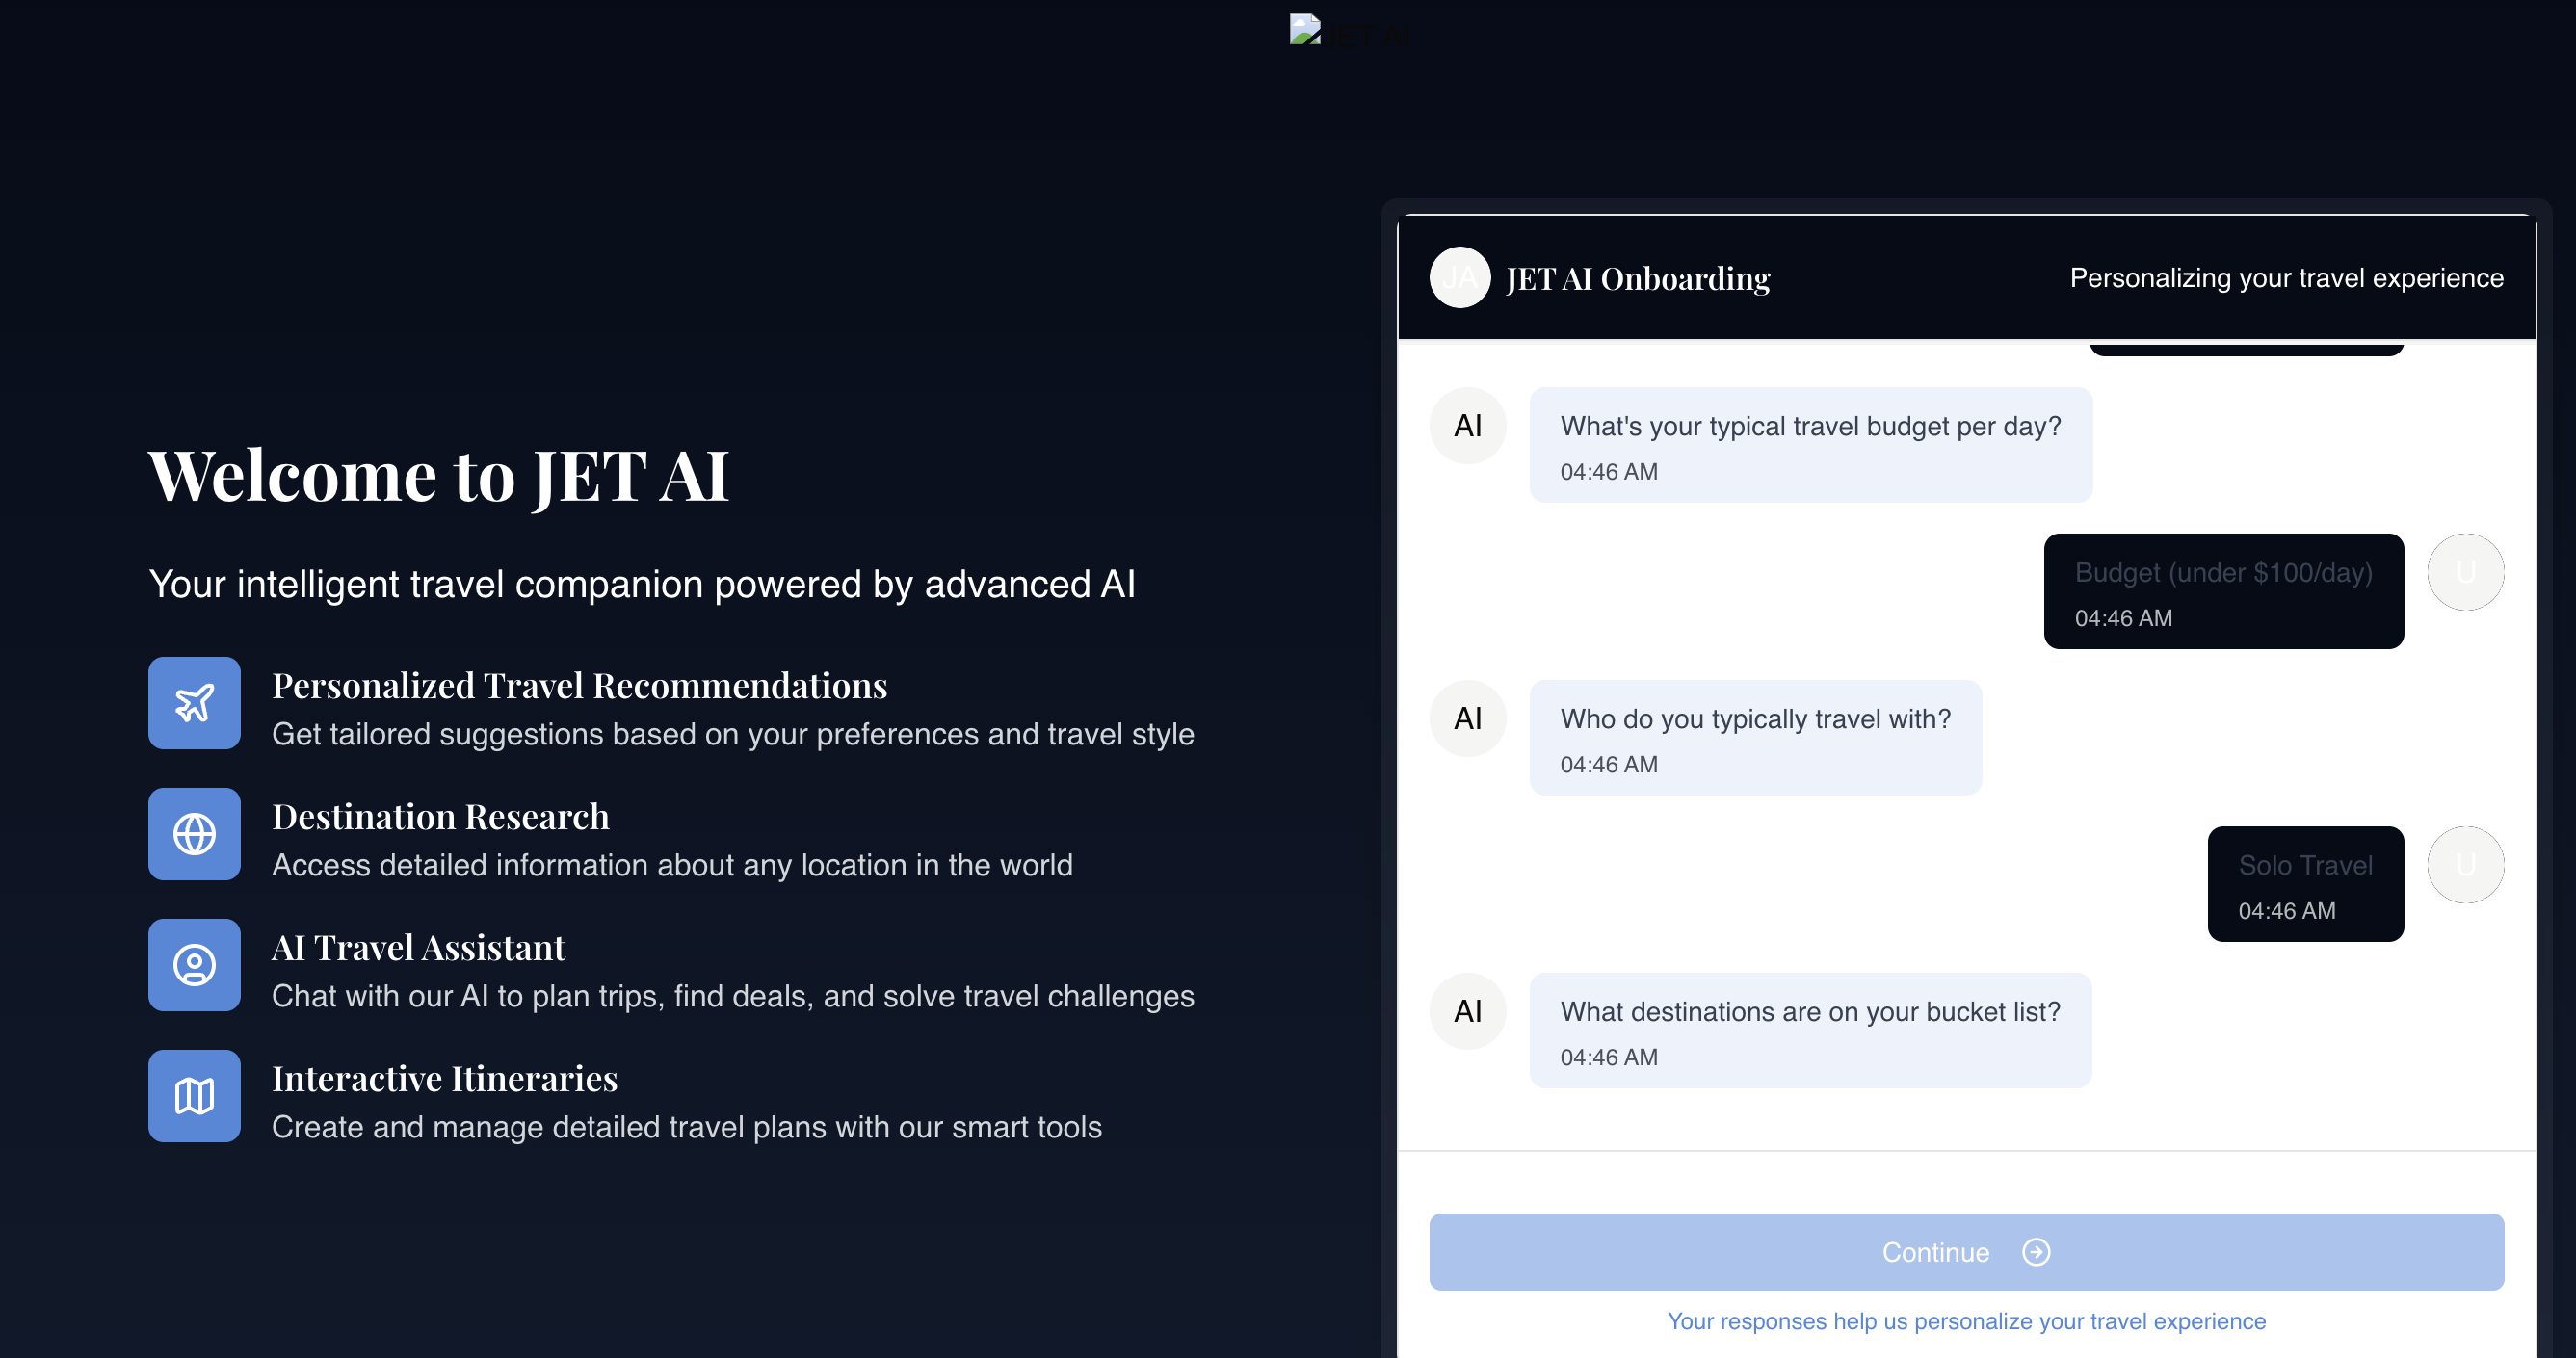 JET AI
Welcome to JET AI
Your intelligent travel companion powered by advanced AI
Personalized Travel Recommendations
Get tailored suggestions based on your preferences and travel style
Destination Research
Access detailed information about any location in the world
AI Travel Assistant
Chat with our AI to plan trips, find deals, and solve travel challenges
Interactive Itineraries
Create and manage detailed travel plans with our smart tools
JA
JET AI Onboarding
Personalizing your travel experience
AI
What's your typical travel budget per day?
04:46 AM
Budget (under $100/day)
04:46 AM
U
AI
Who do you typically travel with?
04:46 AM
Solo Travel
04:46 AM
U
AI
What destinations are on your bucket list?
04:46 AM
Continue
Your responses help us personalize your travel experience